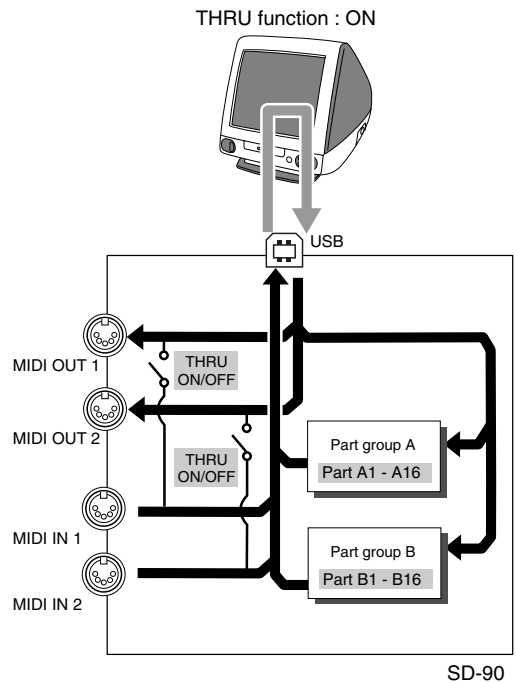 THRU function : ON
USB
MIDI OUT 1
THRU
ON/OFF
MIDI OUT 2
THRU
ON/OFF
Part group A
Part A1 - A16
MIDI IN 1
Part group B
Part B1 - B16
MIDI IN 2
SD-90